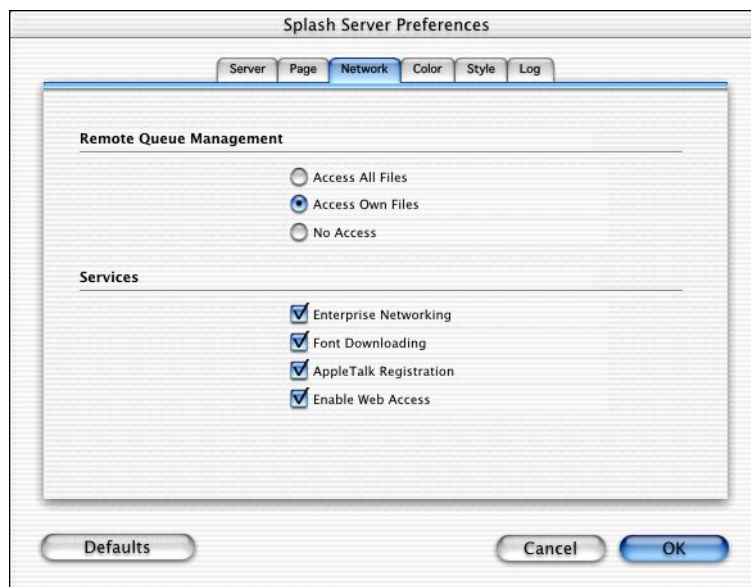 Splash Server Preferences
Server Page Network Color Style Log
Remote Queue Management
Access All Files
Access Own Files
No Access
Services
Enterprise Networking
Font Downloading
AppleTalk Registration
Enable Web Access
Defaults Cancel OK